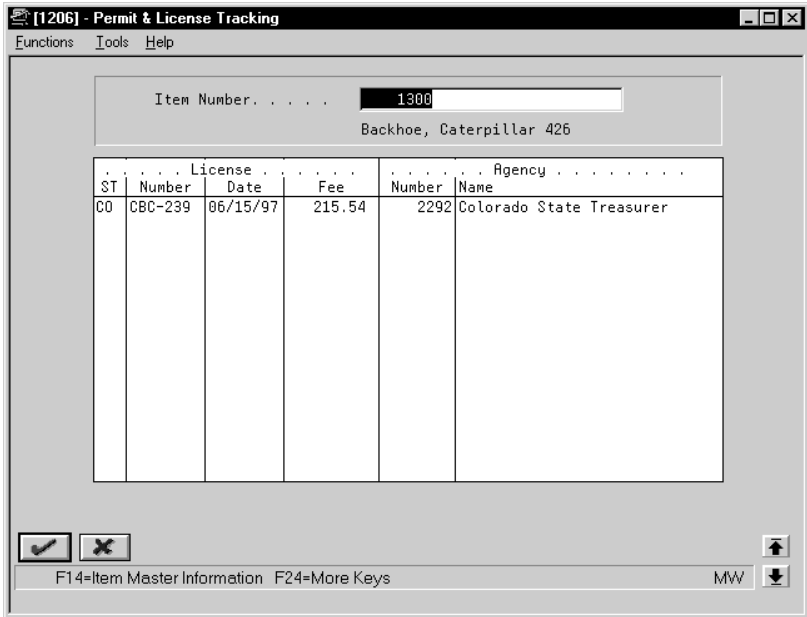 [1206] - Permit & License Tracking
Functions Tools Help
Item Number. . . . . 1300
Backhoe, Caterpillar 426
. . . . . License . . . . . . . . . . . . Agency . . . . . . . .
ST Number Date Fee Number Name
CO CBC-239 06/15/97 215.54 2292 Colorado State Treasurer
F14=Item Master Information F24=More Keys MW